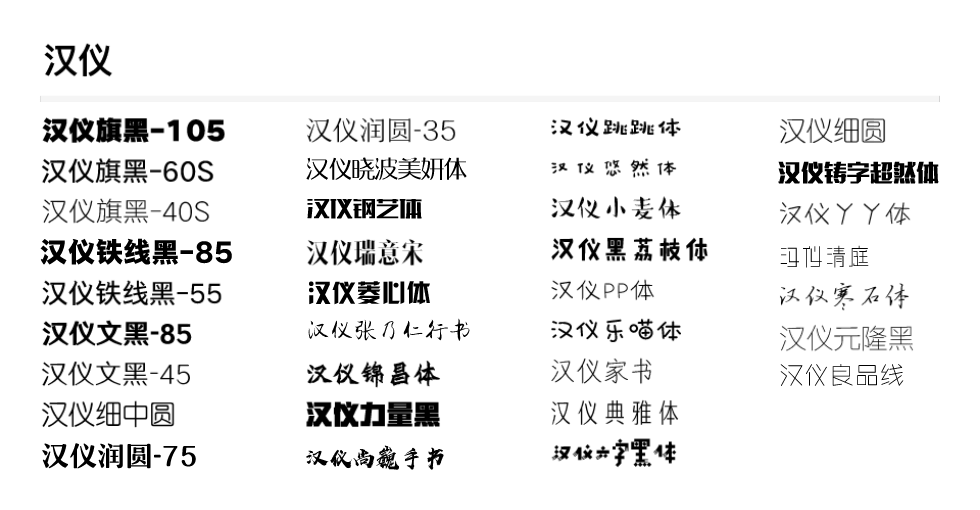 汉仪
汉仪旗黑-105
汉仪旗黑-60S
汉仪旗黑-40S
汉仪铁线黑-85
汉仪铁线黑-55
汉仪文黑-85
汉仪文黑-45
汉仪细中圆
汉仪润圆-75
汉仪润圆-35
汉仪晓波美妍体
汉仪钢艺体
汉仪瑞意宋
汉仪菱心体
汉仪张乃仁行书
汉仪锦昌体
汉仪力量黑
汉仪尚巍手书
汉仪跳跳体
汉仪悠然体
汉仪小麦体
汉仪黑荔枝体
汉仪PP体
汉仪乐喵体
汉仪家书
汉仪典雅体
汉仪六字黑体
汉仪细圆
汉仪铸字超然体
汉仪丫丫体
汉仪清庭
汉仪寒石体
汉仪元隆黑
汉仪良品线